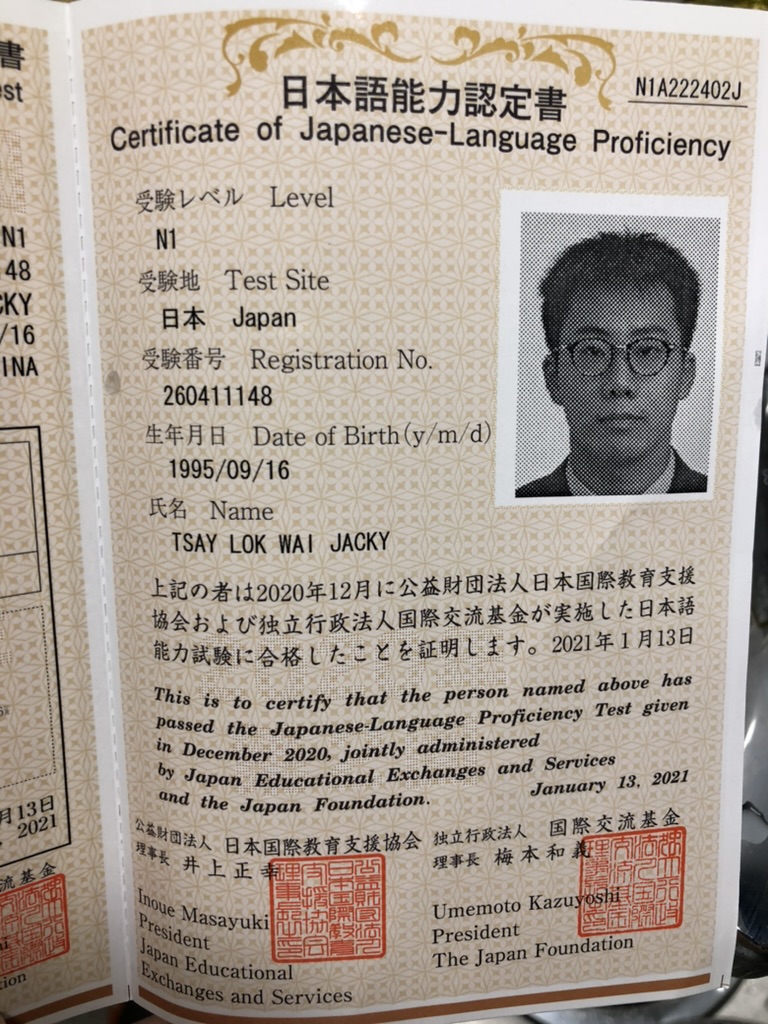 書
est
N1
48
CKY
/16
INA
月13日
2021
流基金
tion
日本語能力認定書
N1A222402J
Certificate of Japanese-Language Proficiency
受験レベル Level
N1
受験地 Test Site
日本 Japan
受験番号 Registration No.
260411148
生年月日 Date of Birth(y/m/d)
1995/09/16
氏名 Name
TSAY LOK WAI JACKY
上記の者は2020年12月に公益財団法人日本国際教育支援
協会および独立行政法人国際交流基金が実施した日本語
能力試験に合格したことを証明します。2021年1月13日
This is to certify that the person named above has
passed the Japanese-Language Proficiency Test given
in December 2020, jointly administered
by Japan Educational Exchanges and Services
and the Japan Foundation. January 13, 2021
公益財団法人 日本国際教育支援協会
理事長 井上正幸
Inoue Masayuki
President
Japan Educational
Exchanges and Services
独立行政法人 国際交流基金
理事長 梅本和義
Umemoto Kazuyoshi
President
The Japan Foundation